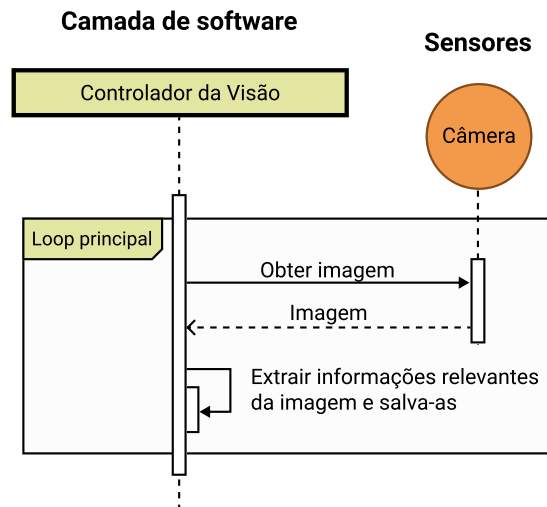 Camada de software
Sensores
Controlador da Visão
Câmera
Loop principal
Obter imagem
Imagem
Extrair informações relevantes
da imagem e salva-as